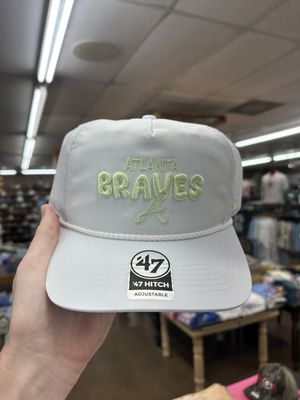 ATLANTA
BRAVES
A
'47
'47 HITCH
ADJUSTABLE